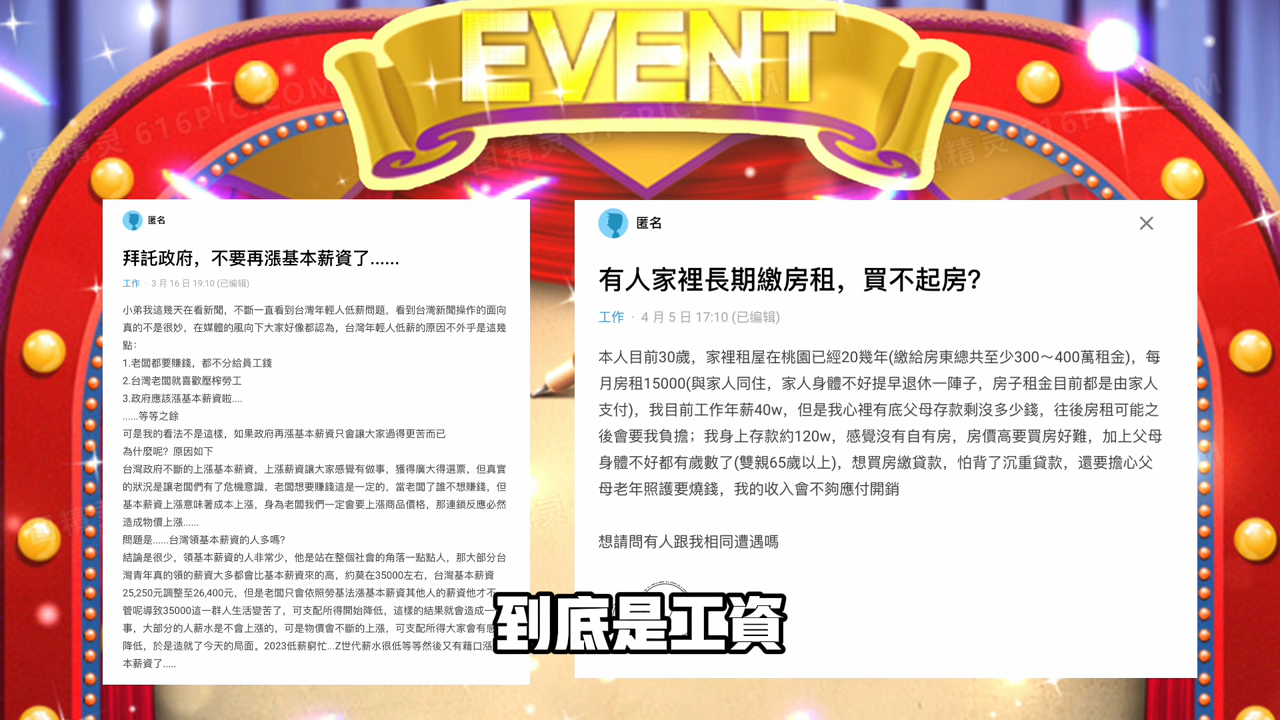 EVENT
匿名
拜託政府，不要再漲基本薪資了......
工作 · 3 月 16 日 19:10 (已编辑)
小弟我這幾天在看新聞，不斷一直看到台灣年輕人低薪問題，看到台灣新聞操作的面向
真的不是很妙，在媒體的風向下大家好像都認為，台灣年輕人低薪的原因不外乎是這幾
點：
1.老闆都要賺錢，都不分給員工錢
2.台灣老闆就喜歡壓榨勞工
3.政府應該漲基本薪資啦....
......等等之餘
可是我的看法不是這樣，如果政府再漲基本薪資只會讓大家過得更苦而已
為什麼呢？原因如下
台灣政府不斷的上漲基本薪資，上漲薪資讓大家感覺有做事，獲得廣大得選票，但真實
的狀況是讓老闆們有了危機意識，老闆想要賺錢這是一定的，當老闆了誰不想賺錢，但
基本薪資上漲意味著成本上漲，身為老闆我們一定會要上漲商品價格，那連鎖反應必然
造成物價上漲......
問題是......台灣領基本薪資的人多嗎?
結論是很少，領基本薪資的人非常少，他是站在整個社會的角落一點點人，那大部分台
灣青年真的領的薪資大多都會比基本薪資來的高，約莫在35000左右，台灣基本薪資
25,250元調整至26,400元，但是老闆只會依照勞基法漲基本薪資其他人的薪資他才不
管呢導致35000這一群人生活變苦了，可支配所得開始降低，這樣的結果就會造成一
事，大部分的人薪水是不會上漲的，可是物價會不斷的上漲，可支配所得大家會有感
降低，於是造就了今天的局面。2023低薪窮忙...Z世代薪水很低等等然後又有藉口漲
本薪資了.....
匿名
有人家裡長期繳房租，買不起房?
工作 · 4 月 5 日 17:10 (已编辑)
本人目前30歲，家裡租屋在桃園已經20幾年(繳給房東總共至少300～400萬租金)，每
月房租15000(與家人同住，家人身體不好提早退休一陣子，房子租金目前都是由家人
支付)，我目前工作年薪40w，但是我心裡有底父母存款剩沒多少錢，往後房租可能之
後會要我負擔；我身上存款約120w，感覺沒有自有房，房價高要買房好難，加上父母
身體不好都有歲數了(雙親65歲以上)，想買房繳貸款，怕背了沉重貸款，還要擔心父
母老年照護要燒錢，我的收入會不夠應付開銷
想請問有人跟我相同遭遇嗎
到底是工資